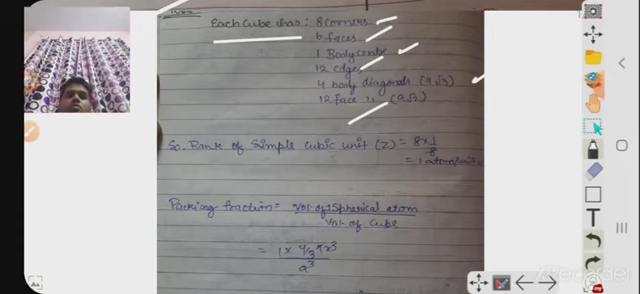 Each Cube has: 8 corners
6 faces
1 Body centre
12 edge
4 body diagonals (a√3)
12 face " (a√2)
So. Rank of Simple Cubic unit (Z) = 8×1/8
= 1 atom/unit
Packing fraction = Vol. of 1 Spherical atom / Vol. of Cube
= 1 × 4/3 πr³ / a³
T